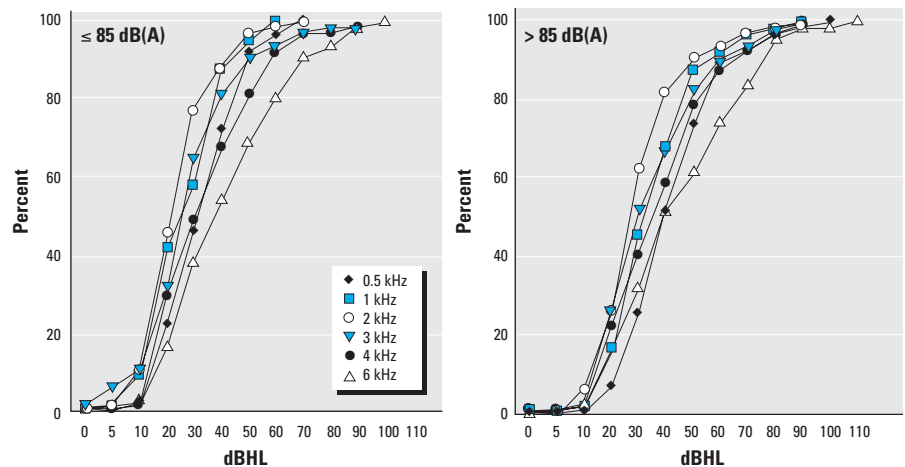 ≤ 85 dB(A)
100
80
60
40
20
0
Percent
0 5 10 20 30 40 50 60 70 80 90 100 110
dBHL
0.5 kHz
1 kHz
2 kHz
3 kHz
4 kHz
6 kHz
> 85 dB(A)
100
80
60
40
20
0
Percent
0 5 10 20 30 40 50 60 70 80 90 100 110
dBHL